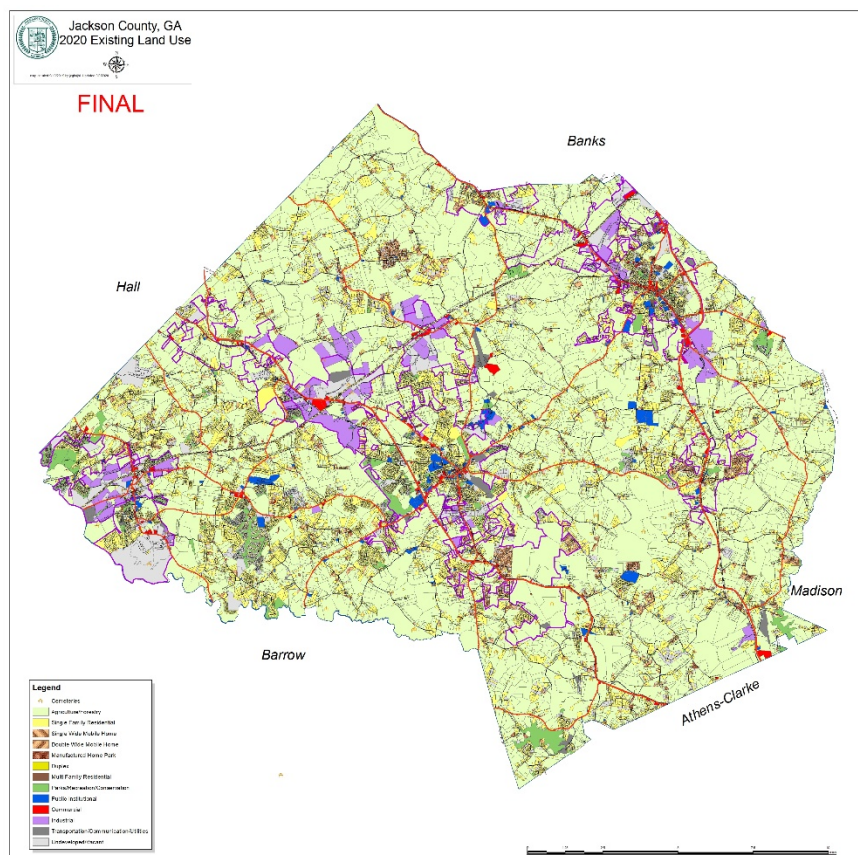 Jackson County, GA
2020 Existing Land Use
FINAL
Banks
Hall
Madison
Barrow
Athens-Clarke
Legend
Cemeteries
Agriculture/Forestry
Single Family Residential
Single Wide Mobile Home
Double Wide Mobile Home
Manufactured Home Park
Duplex
Multi Family Residential
Parks/Recreation/Conservation
Public Institutional
Commercial
Industrial
Transportation/Communication/Utilities
Undeveloped/Vacant